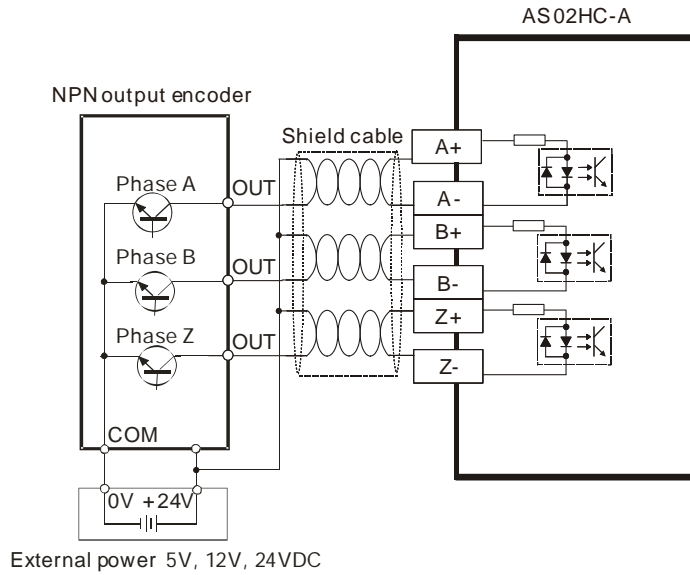 AS02HC-A
NPN output encoder
Shield cable
A+
Phase A
OUT
A-
B+
Phase B
OUT
B-
Z+
Phase Z
OUT
Z-
COM
0V +24V
External power 5V, 12V, 24VDC